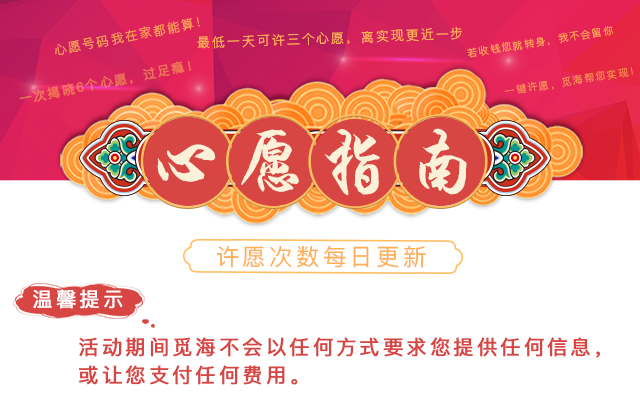 心愿号码我在家都能算！
最低一天可许三个心愿，离实现更近一步
若收钱您就转身，我不会留你
一次揭晓6个心愿，过足瘾！
一键许愿，觅海帮您实现！
心愿指南
许愿次数每日更新
温馨提示
活动期间觅海不会以任何方式要求您提供任何信息，
或让您支付任何费用。